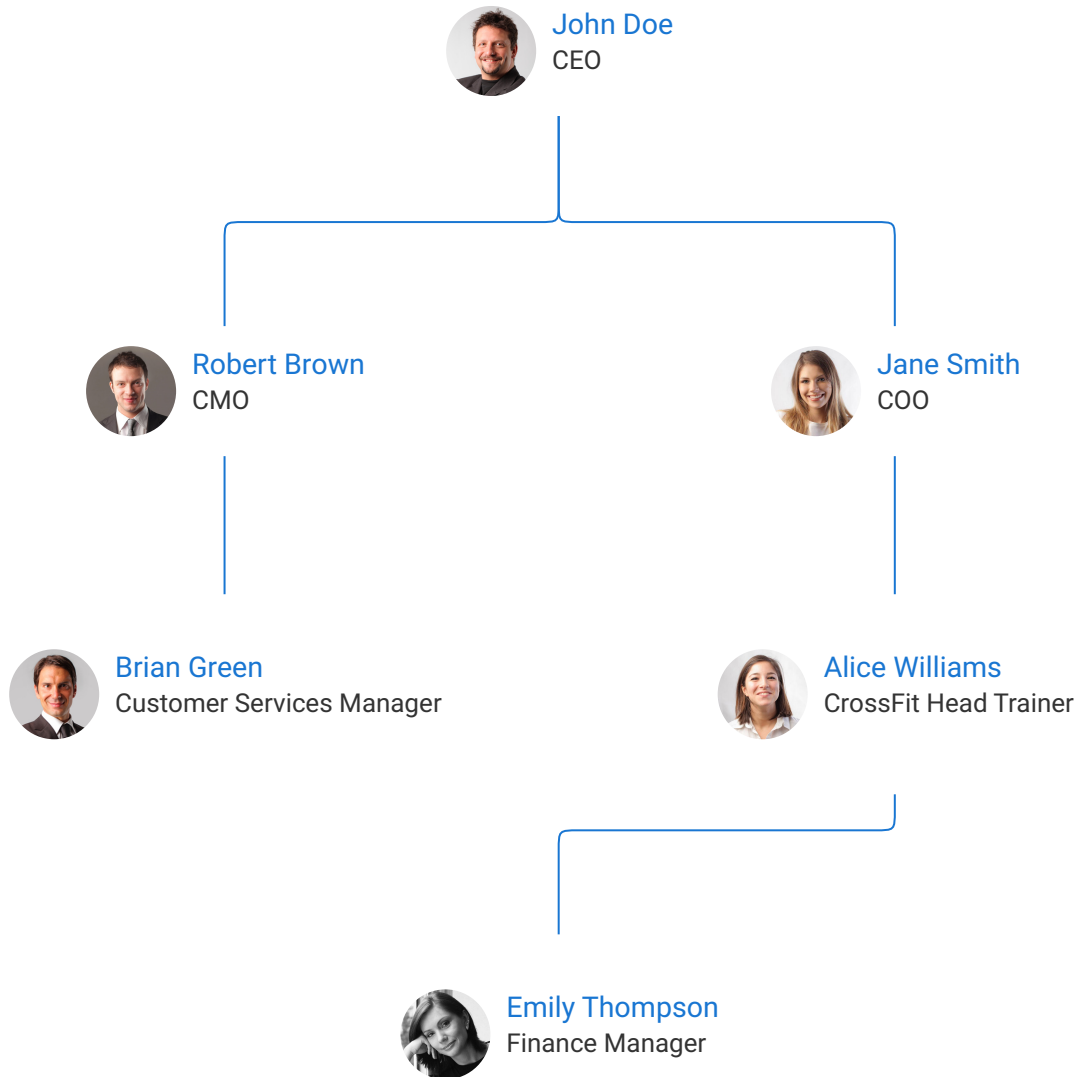 John Doe
CEO
Robert Brown
CMO
Jane Smith
COO
Brian Green
Customer Services Manager
Alice Williams
CrossFit Head Trainer
Emily Thompson
Finance Manager